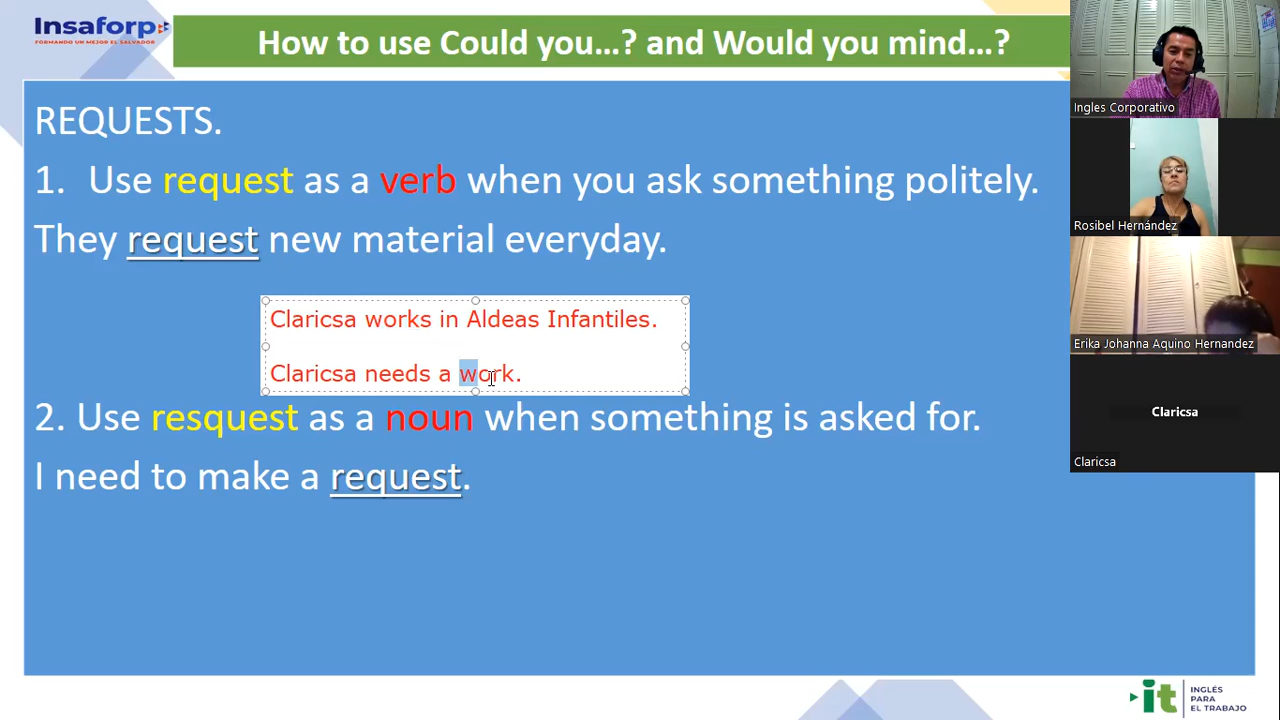 Insaforp
FORMANDO UN MEJOR EL SALVADOR
How to use Could you...? and Would you mind...?
REQUESTS.
1. Use request as a verb when you ask something politely.
They request new material everyday.
Claricsa works in Aldeas Infantiles.
Claricsa needs a work.
2. Use resquest as a noun when something is asked for.
I need to make a request.
Ingles Corporativo
Rosibel Hernández
Erika Johanna Aquino Hernandez
Claricsa
Claricsa
it
INGLÉS
PARA
EL TRABAJO